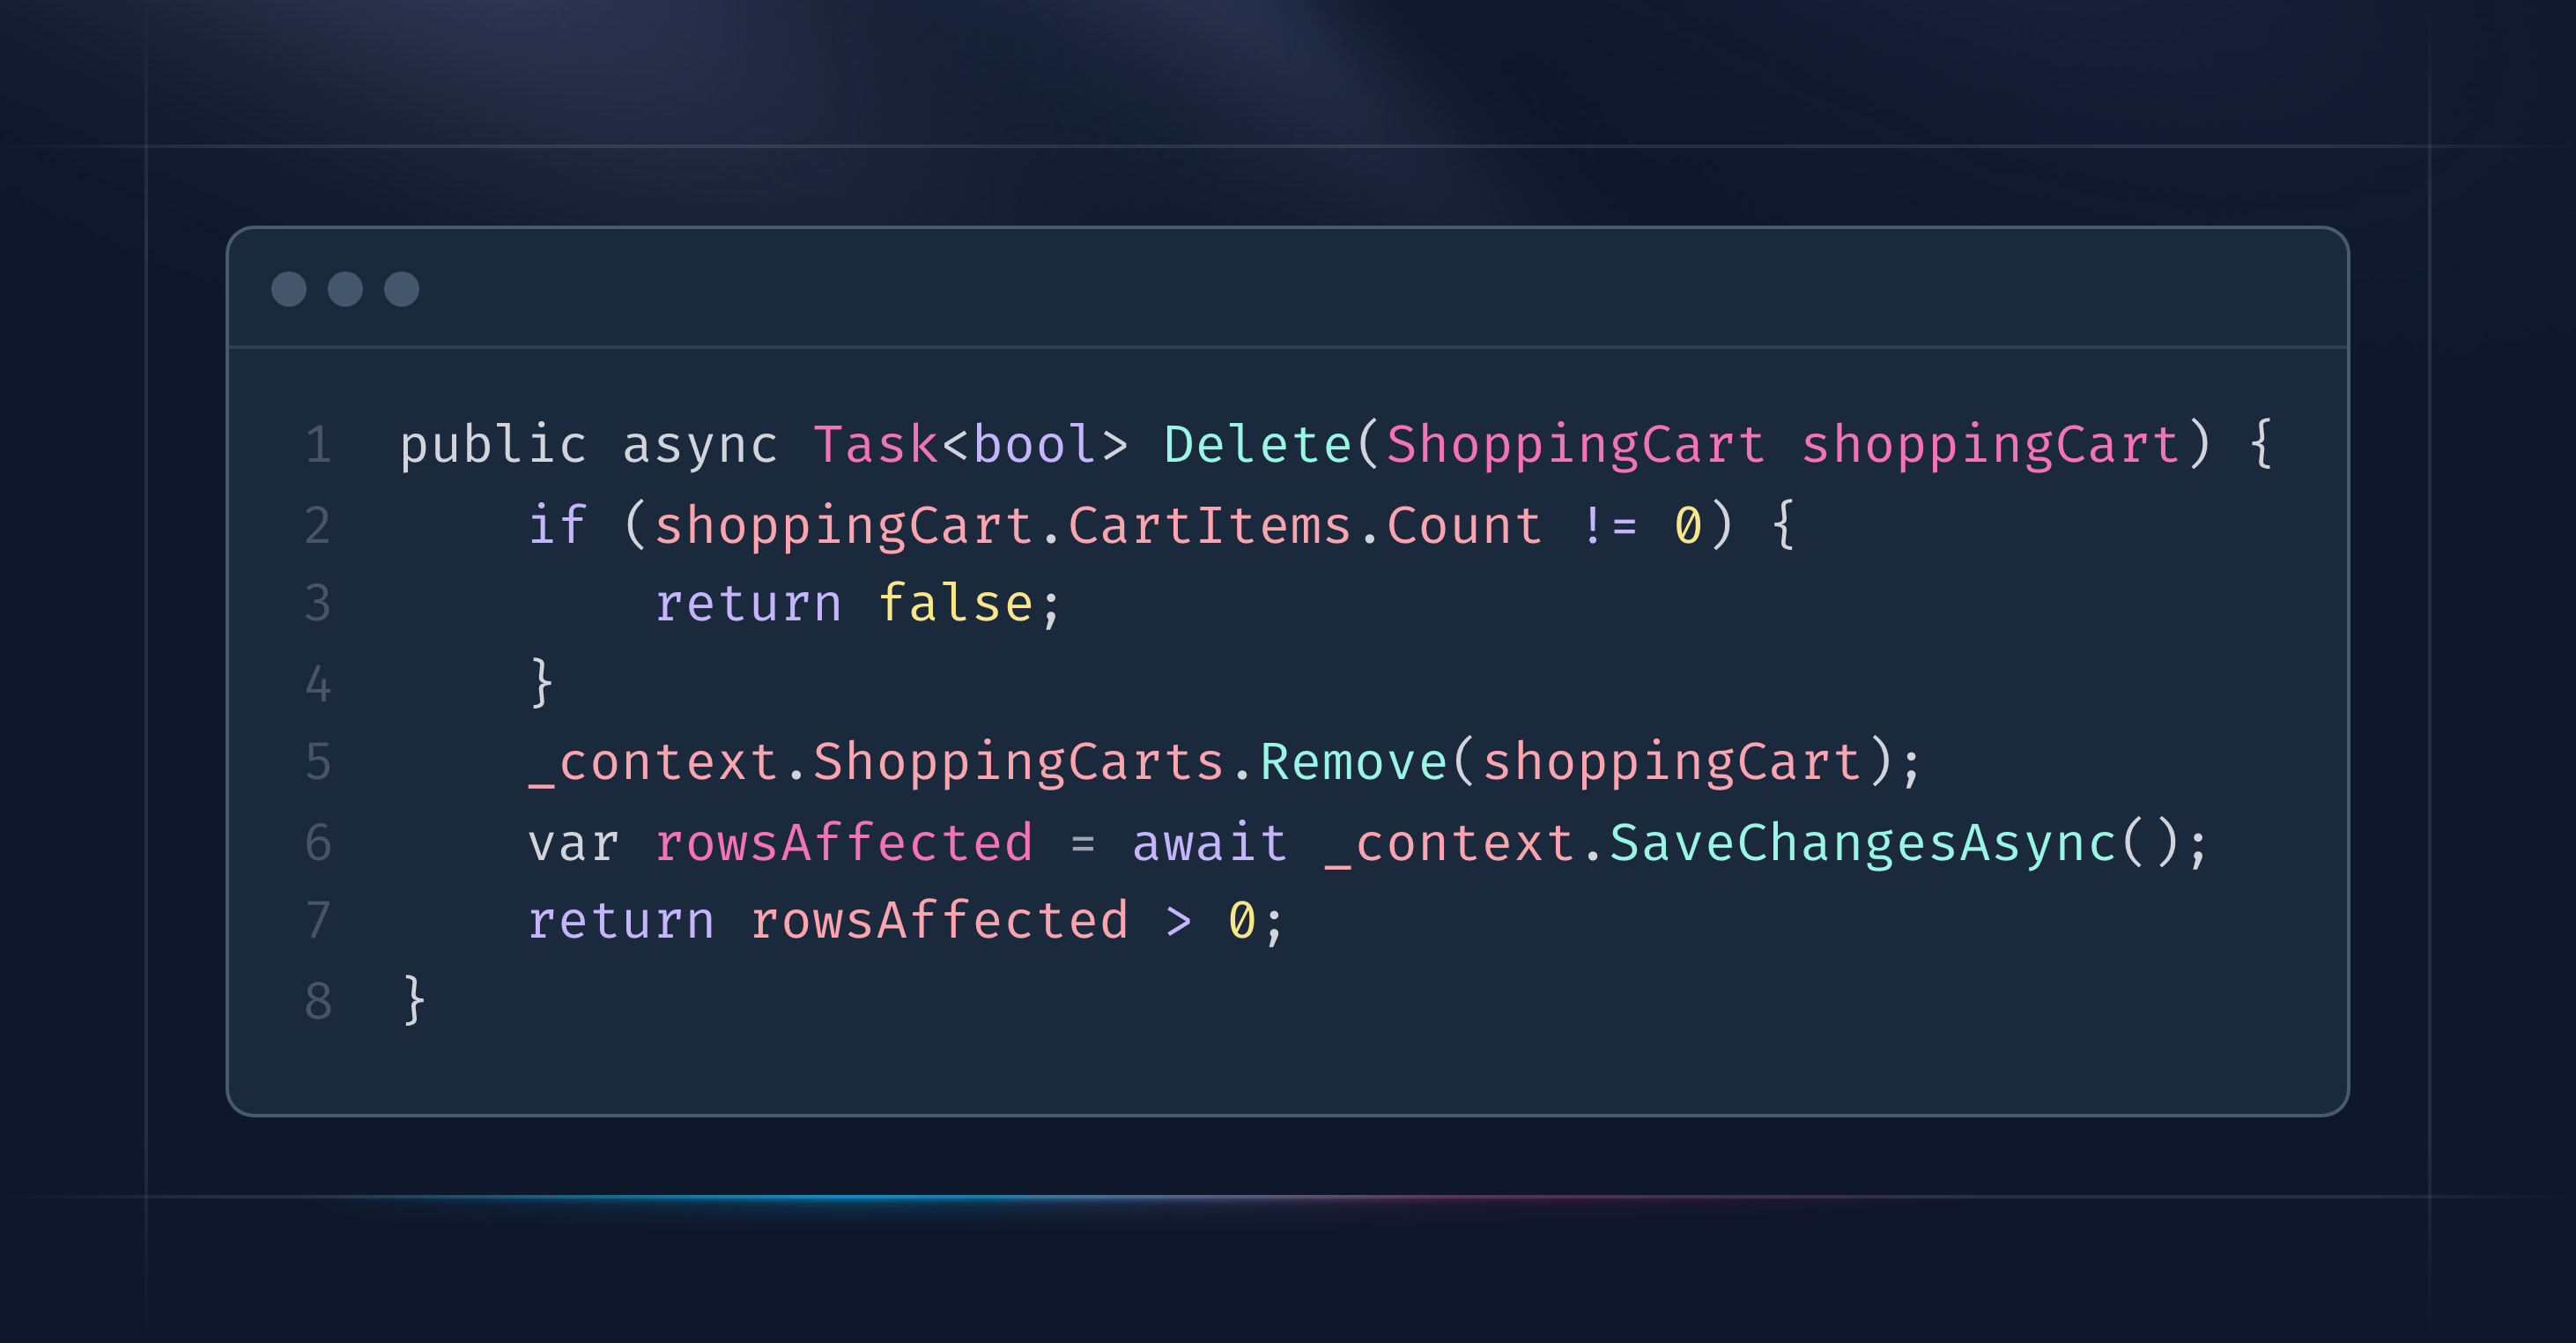 1 public async Task<bool> Delete(ShoppingCart shoppingCart) {
2     if (shoppingCart.CartItems.Count != 0) {
3         return false;
4     }
5     _context.ShoppingCarts.Remove(shoppingCart);
6     var rowsAffected = await _context.SaveChangesAsync();
7     return rowsAffected > 0;
8 }